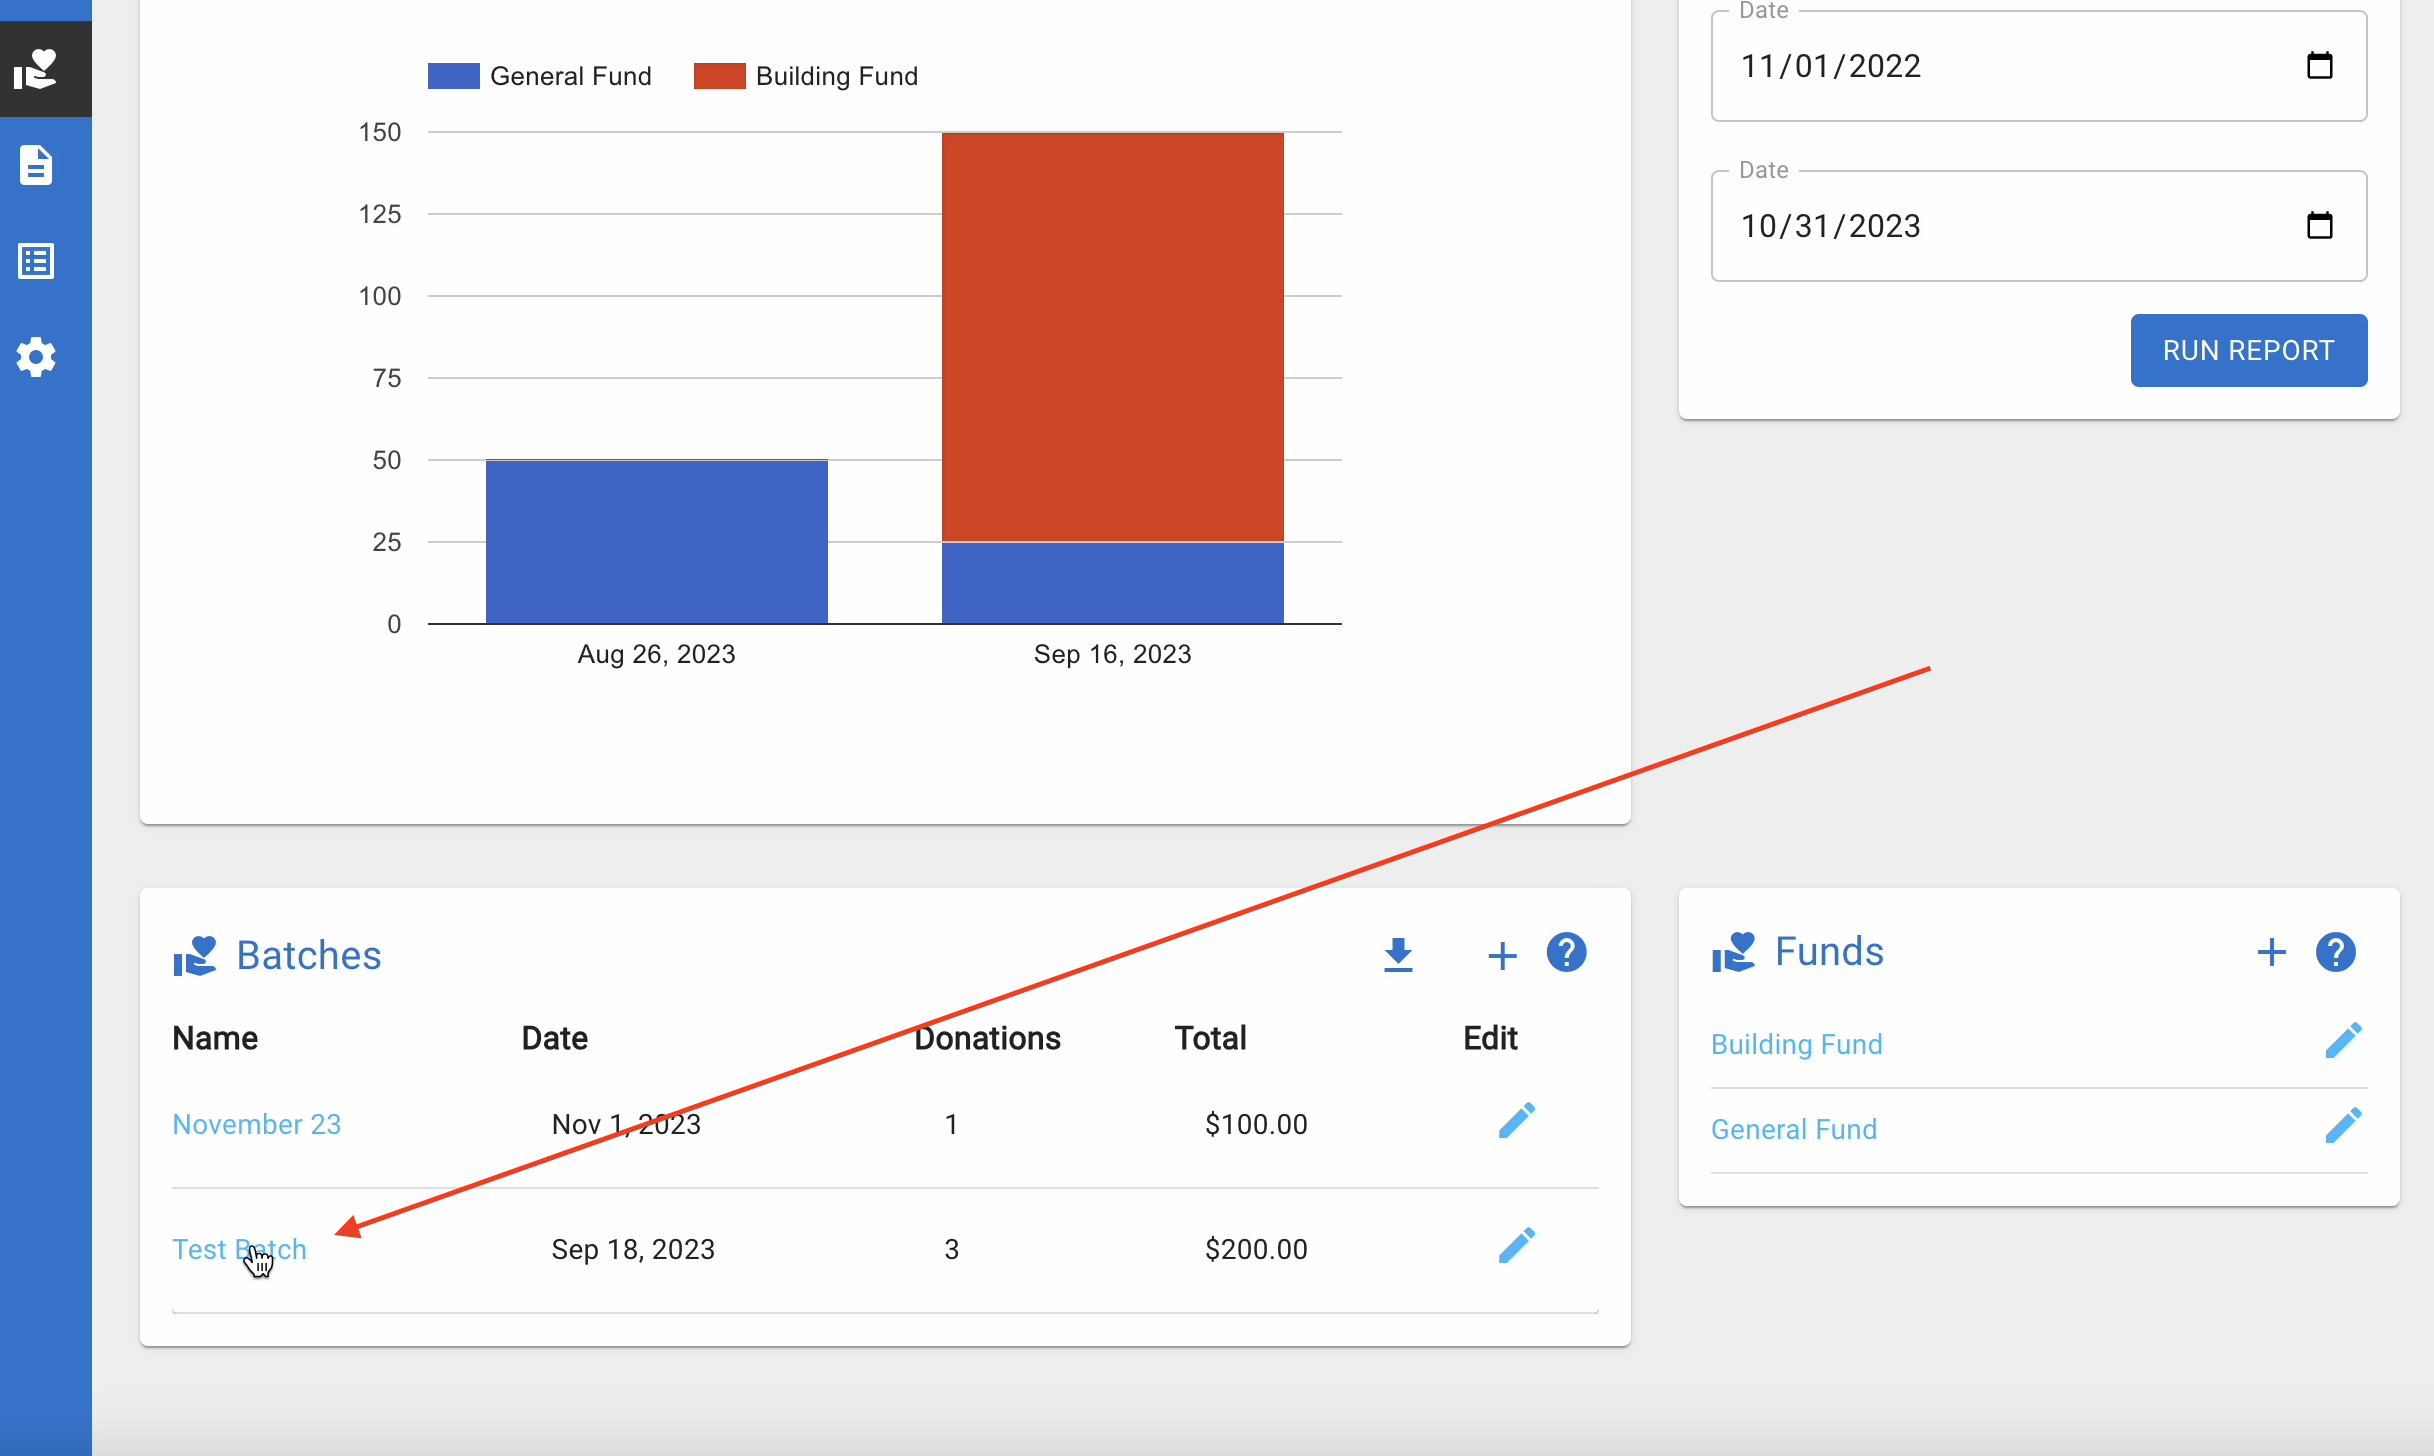 Date
11/01/2022
Date
10/31/2023
RUN REPORT
General Fund Building Fund
150
125
100
75
50
25
0
Aug 26, 2023 Sep 16, 2023
Batches
Name Date Donations Total Edit
November 23 Nov 1, 2023 1 $100.00
Test Batch Sep 18, 2023 3 $200.00
Funds
Building Fund
General Fund